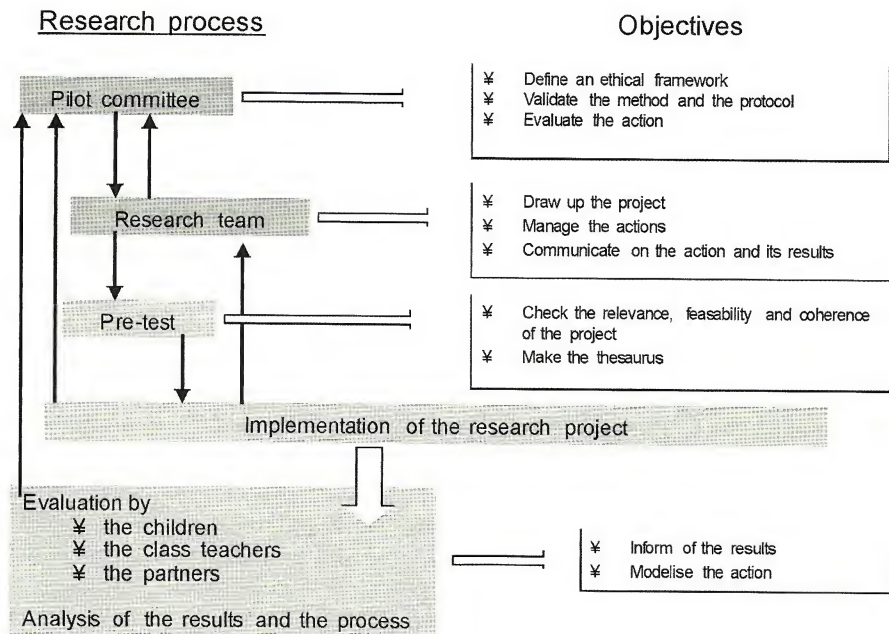 Research process
Objectives
Pilot committee
¥ Define an ethical framework
¥ Validate the method and the protocol
¥ Evaluate the action
Research team
¥ Draw up the project
¥ Manage the actions
¥ Communicate on the action and its results
Pre-test
¥ Check the relevance, feasability and coherence
of the project
¥ Make the thesaurus
Implementation of the research project
Evaluation by
¥ the children
¥ the class teachers
¥ the partners
Analysis of the results and the process
¥ Inform of the results
¥ Modelise the action